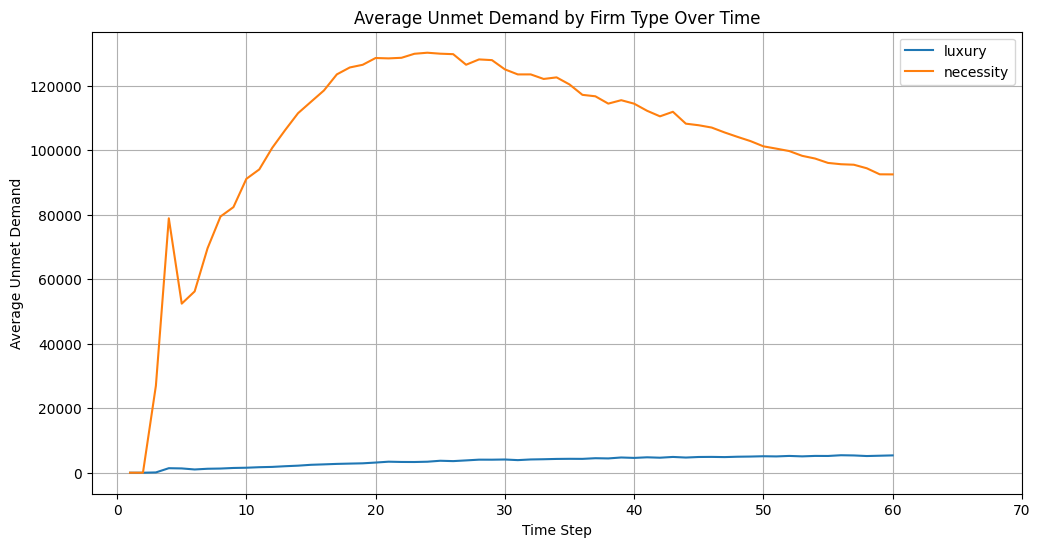 Average Unmet Demand by Firm Type Over Time
luxury
necessity
Average Unmet Demand
120000
100000
80000
60000
40000
20000
0
0 10 20 30 40 50 60 70
Time Step